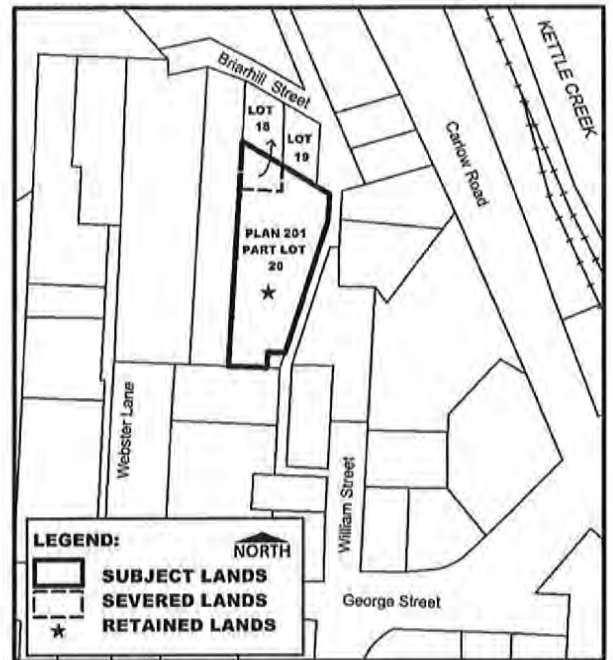 KETTLE CREEK
Briarhill Street
LOT
18
LOT
19
Carlow Road
PLAN 201
PART LOT
20
Webster Lane
William Street
George Street
LEGEND:
NORTH
SUBJECT LANDS
SEVERED LANDS
RETAINED LANDS